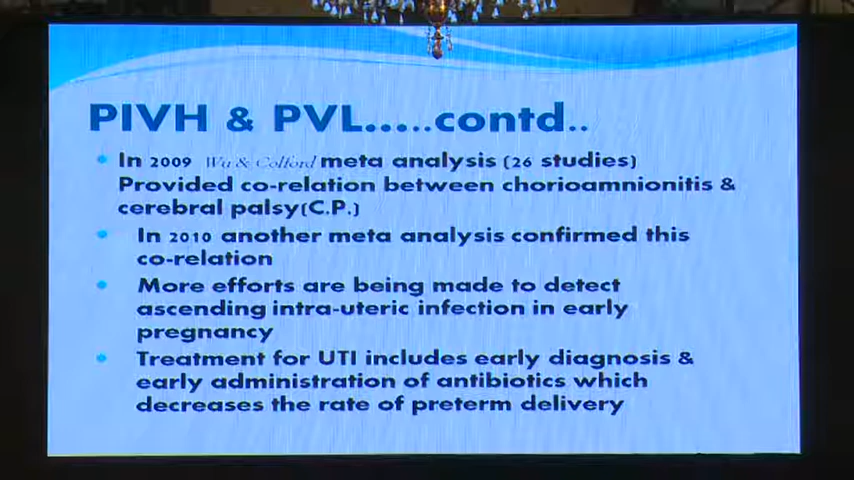 PIVH & PVL.....contd..
In 2009 Wu & Colford meta analysis (26 studies)
Provided co-relation between chorioamnionitis &
cerebral palsy(C.P.)
In 2010 another meta analysis confirmed this
co-relation
More efforts are being made to detect
ascending intra-uteric infection in early
pregnancy
Treatment for UTI includes early diagnosis &
early administration of antibiotics which
decreases the rate of preterm delivery